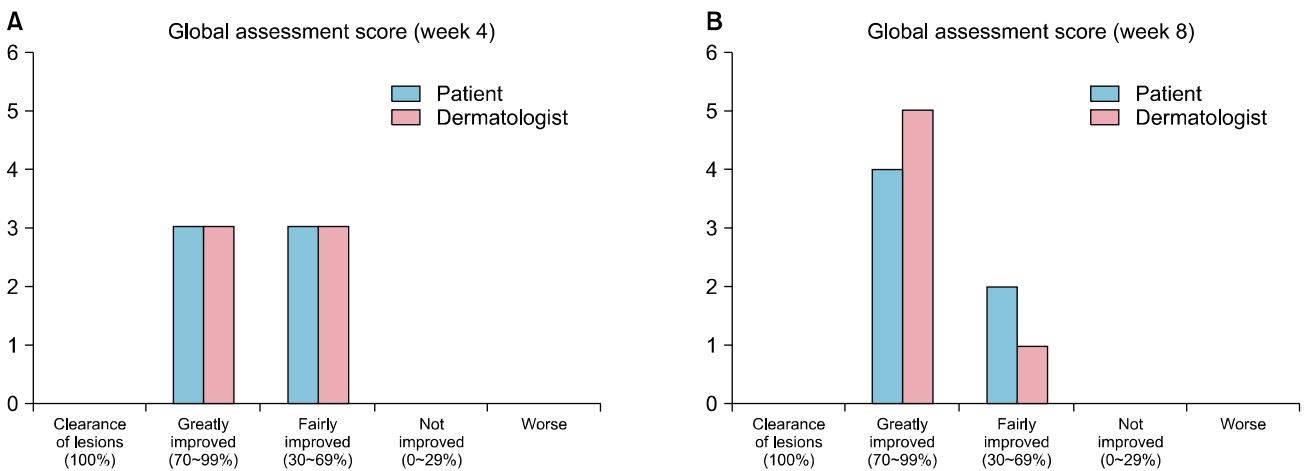 A
Global assessment score (week 4)
6
5
4
3
2
1
0
Patient
Dermatologist
Clearance
of lesions
(100%)
Greatly
improved
(70~99%)
Fairly
improved
(30~69%)
Not
improved
(0~29%)
Worse
B
Global assessment score (week 8)
6
5
4
3
2
1
0
Patient
Dermatologist
Clearance
of lesions
(100%)
Greatly
improved
(70~99%)
Fairly
improved
(30~69%)
Not
improved
(0~29%)
Worse